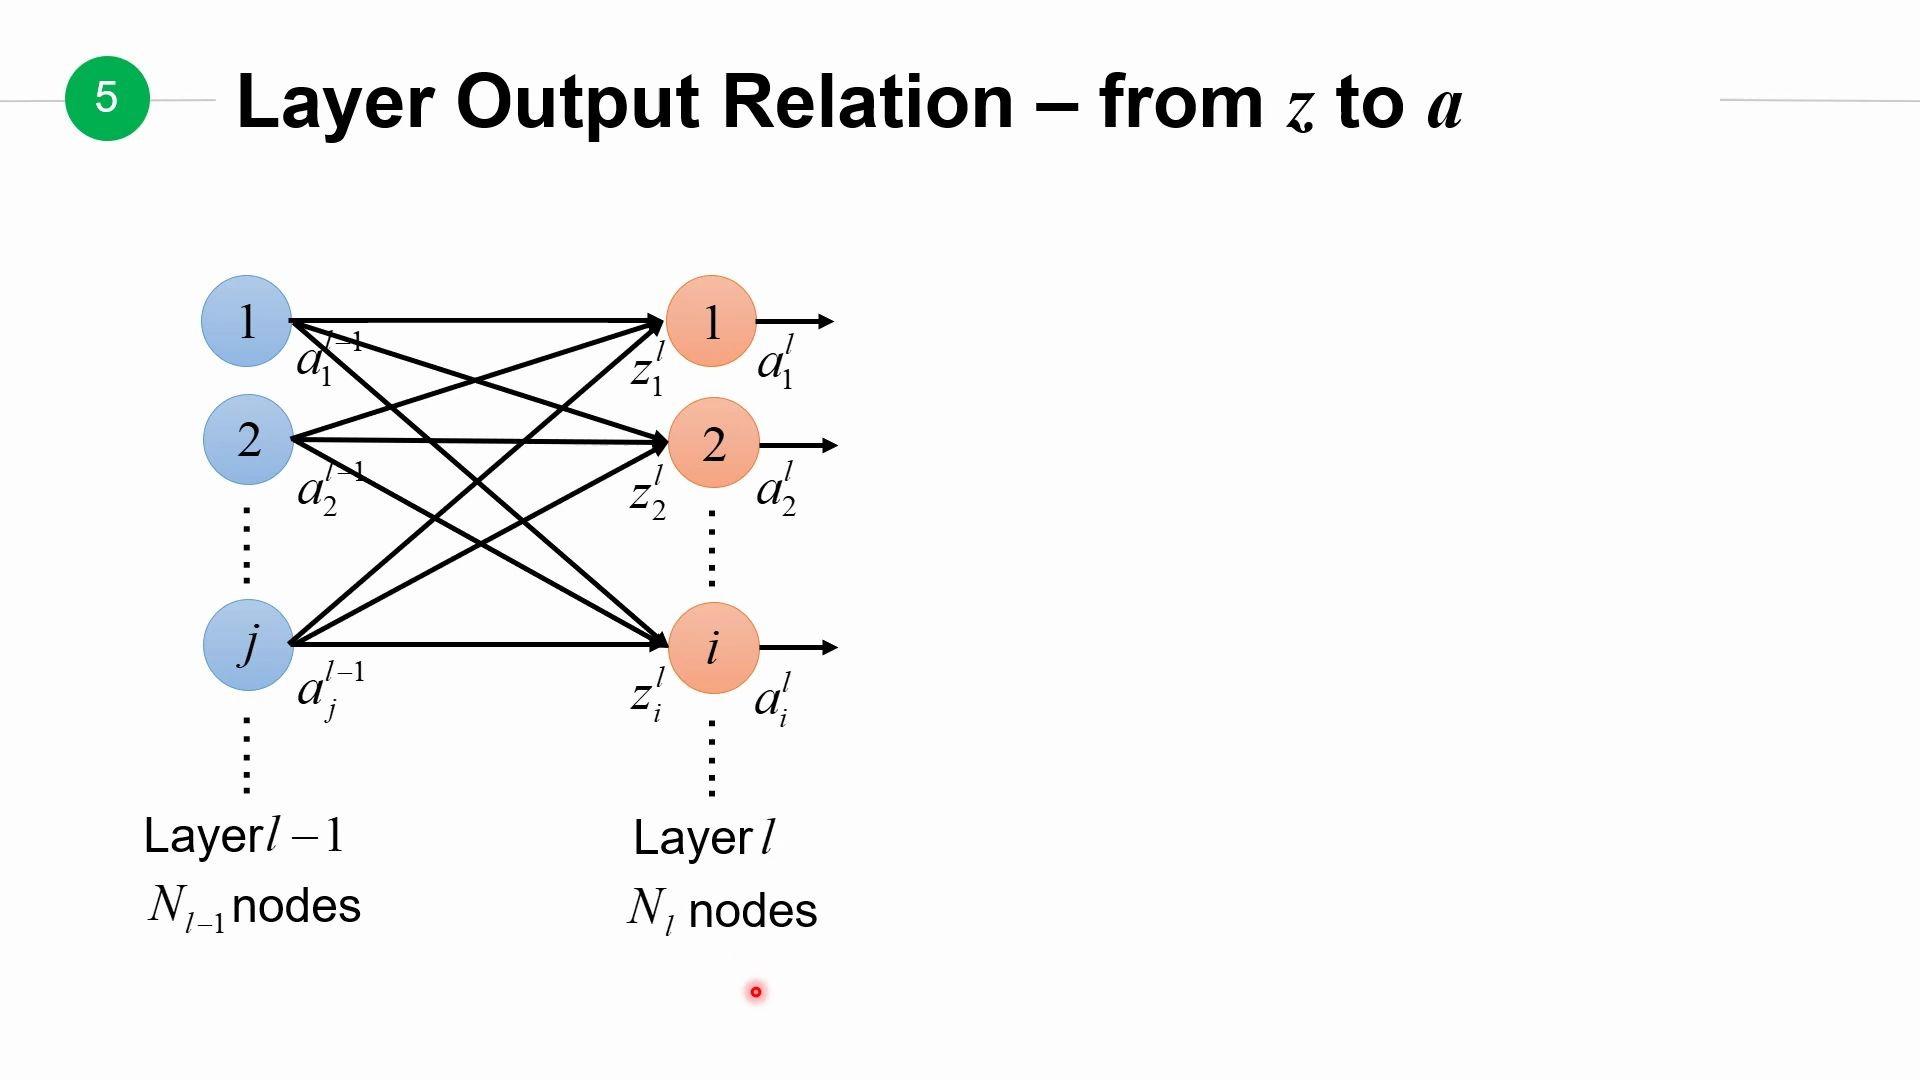 5
Layer Output Relation – from z to a
1 1
a_1^{l-1} z_1^l a_1^l
2 2
a_2^{l-1} z_2^l a_2^l
j i
a_j^{l-1} z_i^l a_i^l
Layer l – 1 Layer l
N_{l-1} nodes N_l nodes